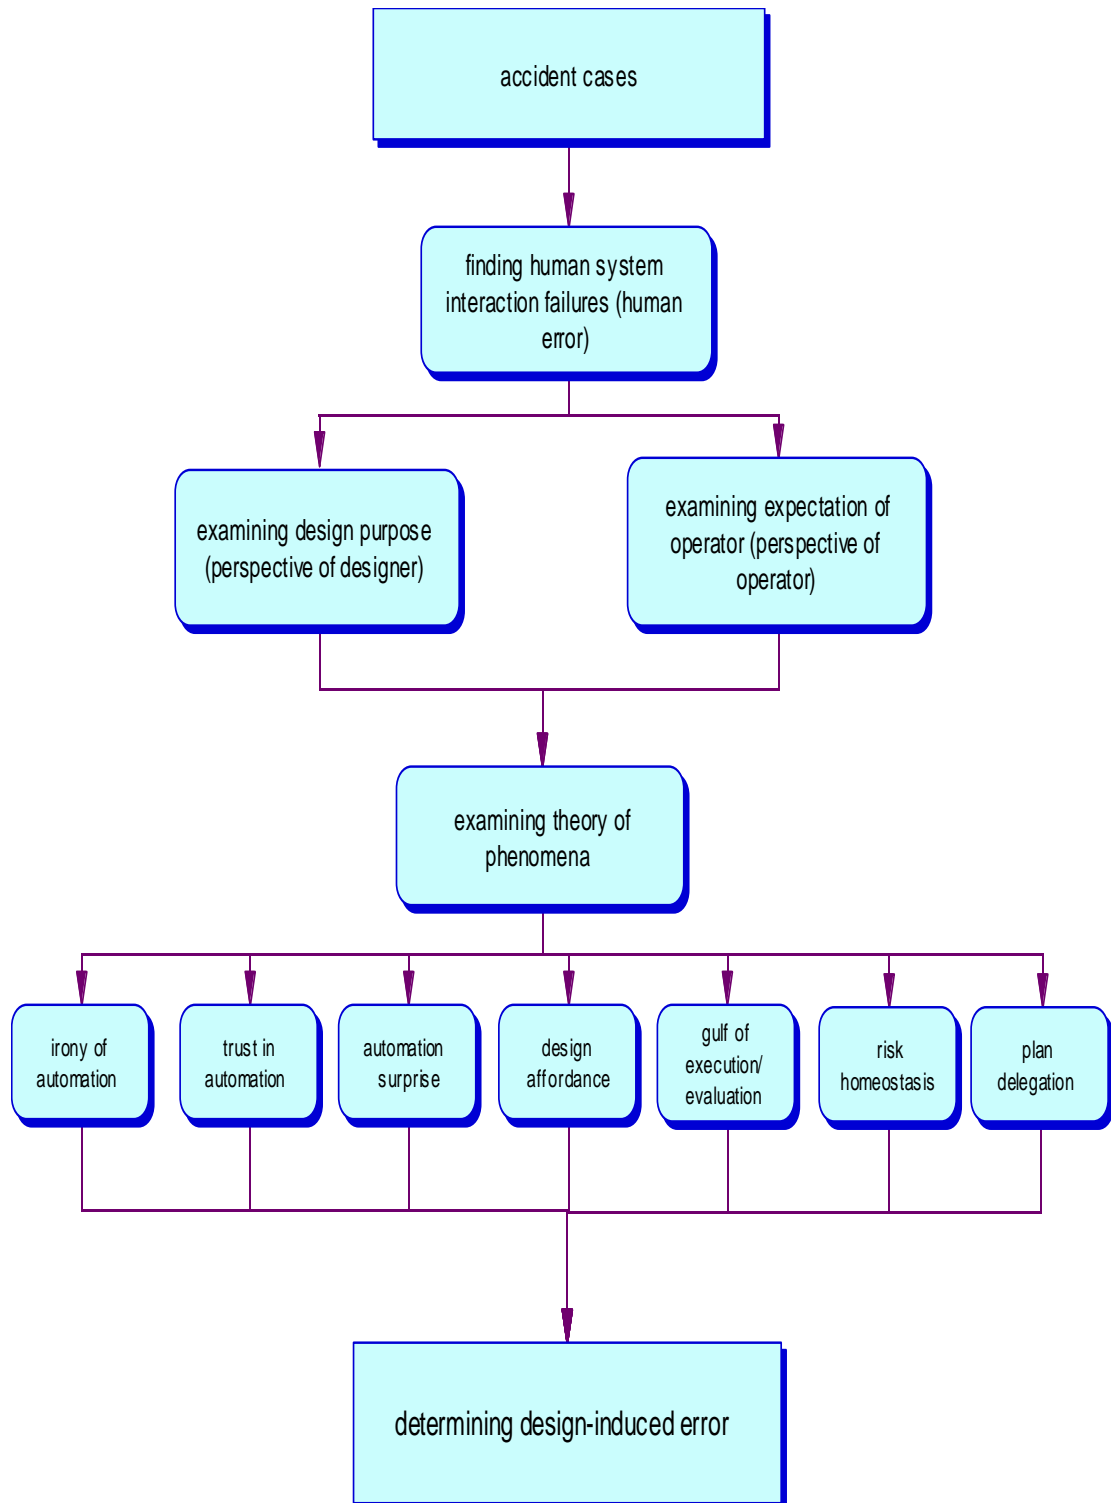 accident cases
finding human system
interaction failures (human
error)
examining design purpose
(perspective of designer)
examining expectation of
operator (perspective of
operator)
examining theory of
phenomena
irony of
automation
trust in
automation
automation
surprise
design
affordance
gulf of
execution/
evaluation
risk
homeostasis
plan
delegation
determining design-induced error